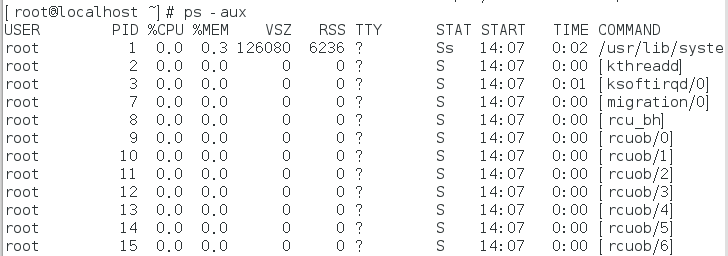 [root@localhost ~]# ps -aux
USER PID %CPU %MEM VSZ RSS TTY STAT START TIME COMMAND
root 1 0.0 0.3 126080 6236 ? Ss 14:07 0:02 /usr/lib/syste
root 2 0.0 0.0 0 0 ? S 14:07 0:00 [kthreadd]
root 3 0.0 0.0 0 0 ? S 14:07 0:01 [ksoftirqd/0]
root 7 0.0 0.0 0 0 ? S 14:07 0:00 [migration/0]
root 8 0.0 0.0 0 0 ? S 14:07 0:00 [rcu_bh]
root 9 0.0 0.0 0 0 ? S 14:07 0:00 [rcuob/0]
root 10 0.0 0.0 0 0 ? S 14:07 0:00 [rcuob/1]
root 11 0.0 0.0 0 0 ? S 14:07 0:00 [rcuob/2]
root 12 0.0 0.0 0 0 ? S 14:07 0:00 [rcuob/3]
root 13 0.0 0.0 0 0 ? S 14:07 0:00 [rcuob/4]
root 14 0.0 0.0 0 0 ? S 14:07 0:00 [rcuob/5]
root 15 0.0 0.0 0 0 ? S 14:07 0:00 [rcuob/6]